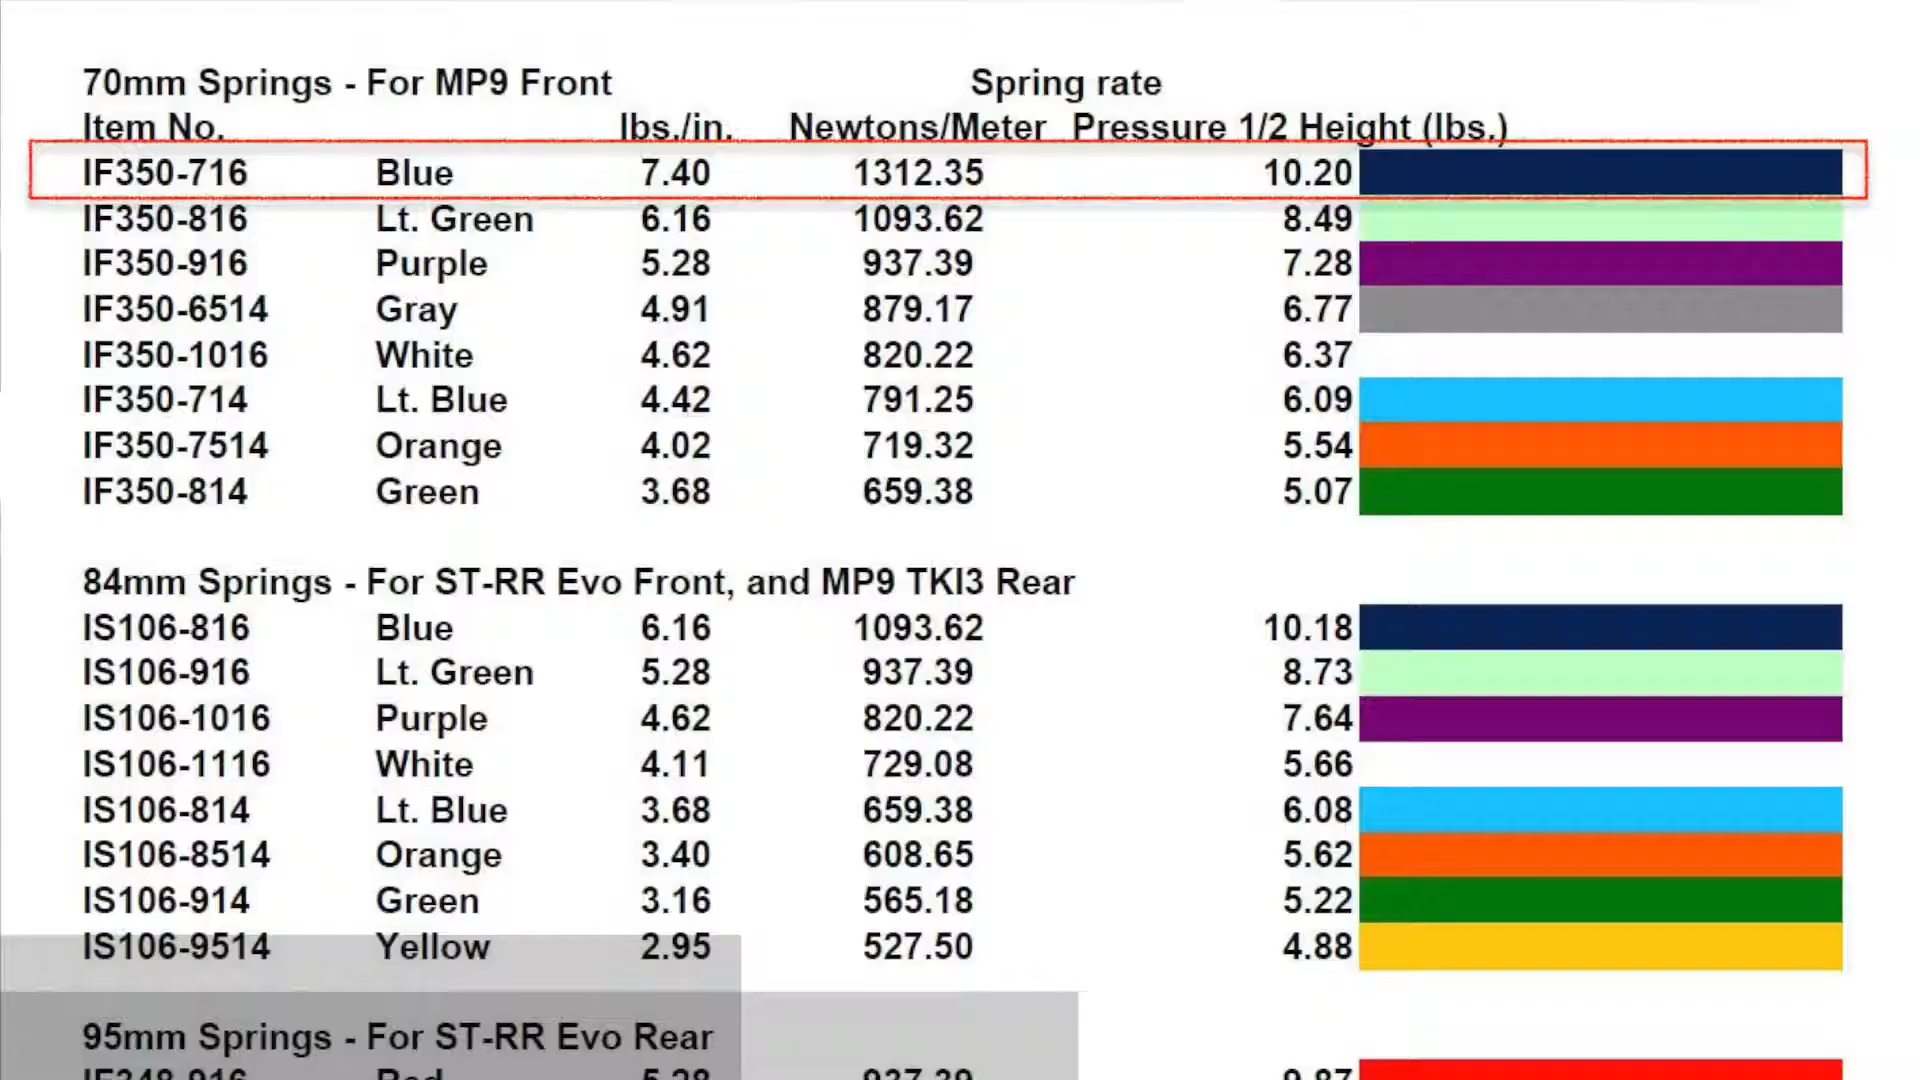 70mm Springs - For MP9 Front Spring rate
Item No. lbs./in. Newtons/Meter Pressure 1/2 Height (lbs.)
IF350-716 Blue 7.40 1312.35 10.20
IF350-816 Lt. Green 6.16 1093.62 8.49
IF350-916 Purple 5.28 937.39 7.28
IF350-6514 Gray 4.91 879.17 6.77
IF350-1016 White 4.62 820.22 6.37
IF350-714 Lt. Blue 4.42 791.25 6.09
IF350-7514 Orange 4.02 719.32 5.54
IF350-814 Green 3.68 659.38 5.07
84mm Springs - For ST-RR Evo Front, and MP9 TKI3 Rear
IS106-816 Blue 6.16 1093.62 10.18
IS106-916 Lt. Green 5.28 937.39 8.73
IS106-1016 Purple 4.62 820.22 7.64
IS106-1116 White 4.11 729.08 5.66
IS106-814 Lt. Blue 3.68 659.38 6.08
IS106-8514 Orange 3.40 608.65 5.62
IS106-914 Green 3.16 565.18 5.22
IS106-9514 Yellow 2.95 527.50 4.88
95mm Springs - For ST-RR Evo Rear
IF348-916 Red 5.28 937.39 9.87